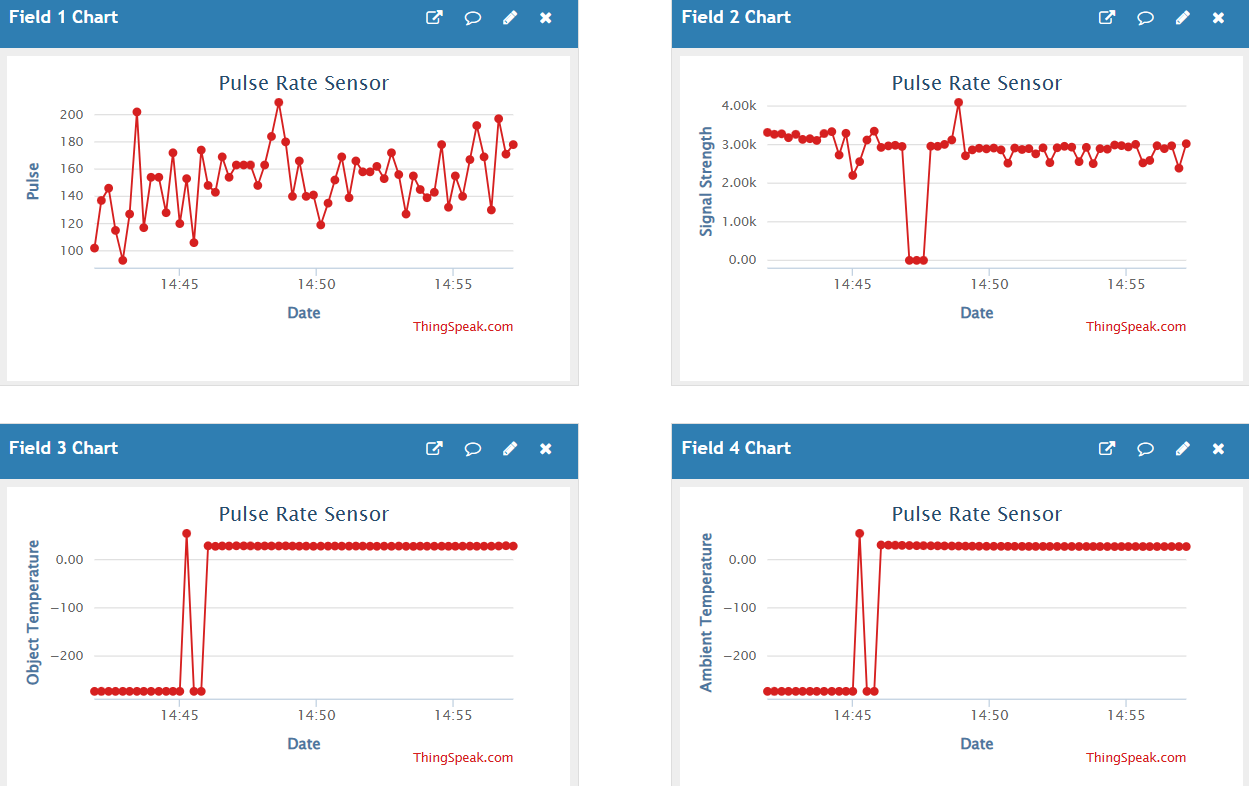 Field 1 Chart
Pulse Rate Sensor
Pulse
200
180
160
140
120
100
14:45 14:50 14:55
Date
ThingSpeak.com
Field 2 Chart
Pulse Rate Sensor
Signal Strength
4.00k
3.00k
2.00k
1.00k
0.00
14:45 14:50 14:55
Date
ThingSpeak.com
Field 3 Chart
Pulse Rate Sensor
Object Temperature
0.00
−100
−200
14:45 14:50 14:55
Date
ThingSpeak.com
Field 4 Chart
Pulse Rate Sensor
Ambient Temperature
0.00
−100
−200
14:45 14:50 14:55
Date
ThingSpeak.com